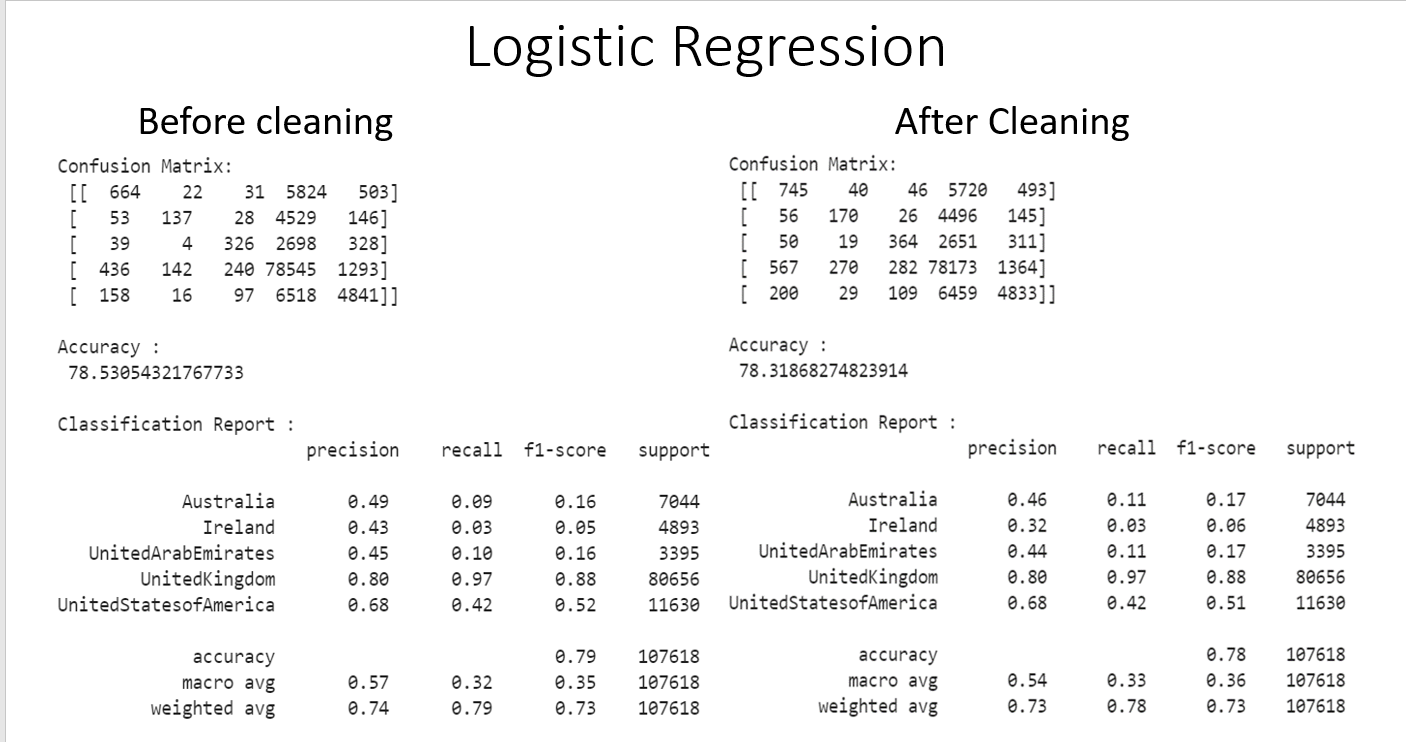 Logistic Regression
Before cleaning
Confusion Matrix:
[[ 664 22 31 5824 503]
[ 53 137 28 4529 146]
[ 39 4 326 2698 328]
[ 436 142 240 78545 1293]
[ 158 16 97 6518 4841]]
Accuracy :
78.53054321767733
Classification Report :
precision recall f1-score support
Australia 0.49 0.09 0.16 7044
Ireland 0.43 0.03 0.05 4893
UnitedArabEmirates 0.45 0.10 0.16 3395
UnitedKingdom 0.80 0.97 0.88 80656
UnitedStatesofAmerica 0.68 0.42 0.52 11630
accuracy 0.79 107618
macro avg 0.57 0.32 0.35 107618
weighted avg 0.74 0.79 0.73 107618
After Cleaning
Confusion Matrix:
[[ 745 40 46 5720 493]
[ 56 170 26 4496 145]
[ 50 19 364 2651 311]
[ 567 270 282 78173 1364]
[ 200 29 109 6459 4833]]
Accuracy :
78.31868274823914
Classification Report :
precision recall f1-score support
Australia 0.46 0.11 0.17 7044
Ireland 0.32 0.03 0.06 4893
UnitedArabEmirates 0.44 0.11 0.17 3395
UnitedKingdom 0.80 0.97 0.88 80656
UnitedStatesofAmerica 0.68 0.42 0.51 11630
accuracy 0.78 107618
macro avg 0.54 0.33 0.36 107618
weighted avg 0.73 0.78 0.73 107618